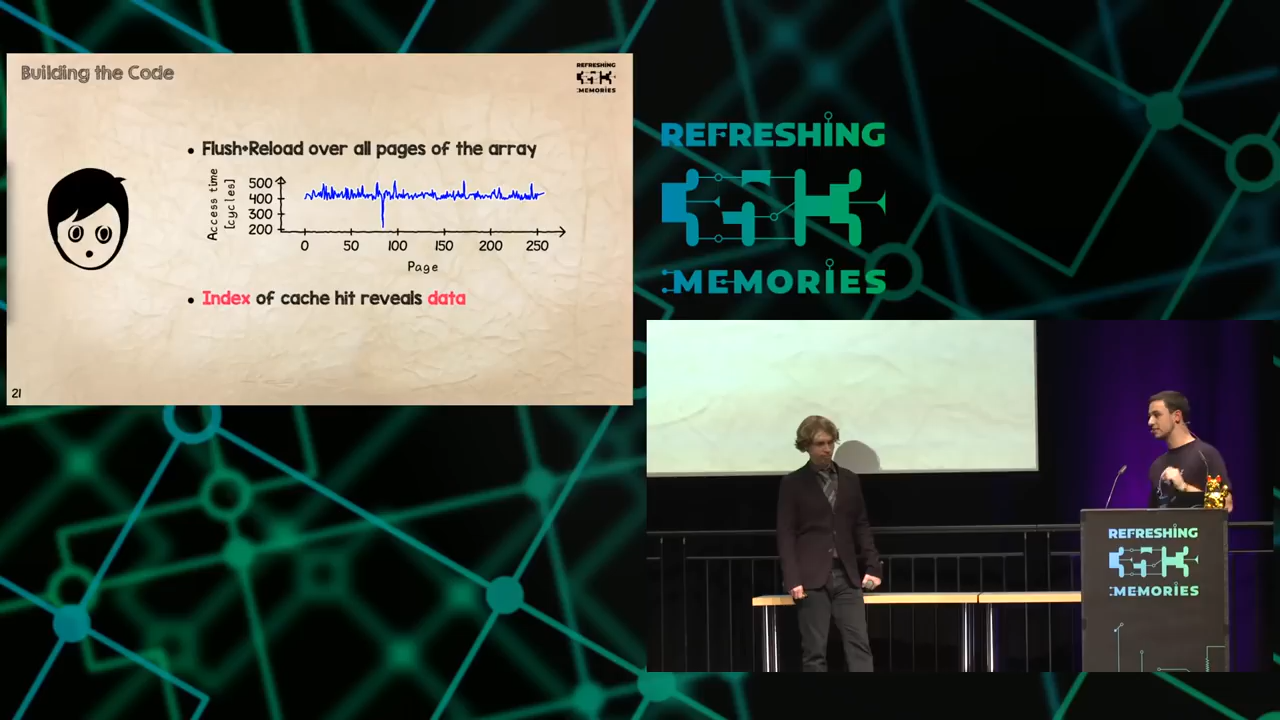 Building the Code
REFRESHING
:MEMORIES
• Flush+Reload over all pages of the array
Access time
[cycles]
500
400
300
200
0 50 100 150 200 250
Page
• Index of cache hit reveals data
21
REFRESHING
:MEMORIES
REFRESHING
:MEMORIES